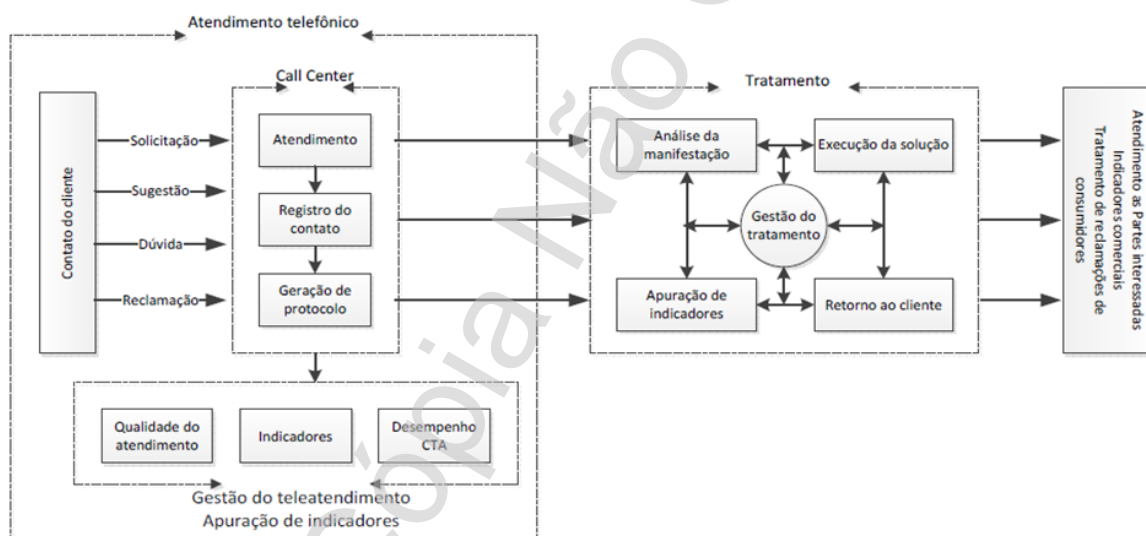 Atendimento telefônico
Call Center
Contato do cliente
Solicitação
Sugestão
Dúvida
Reclamação
Atendimento
Registro do
contato
Geração de
protocolo
Qualidade do
atendimento
Indicadores
Desempenho
CTA
Gestão do teleatendimento
Apuração de indicadores
Tratamento
Análise da
manifestação
Execução da solução
Gestão do
tratamento
Apuração de
indicadores
Retorno ao cliente
Atendimento as Partes interessadas
Indicadores comerciais
Tratamento de reclamações de
consumidores
Cópia Não